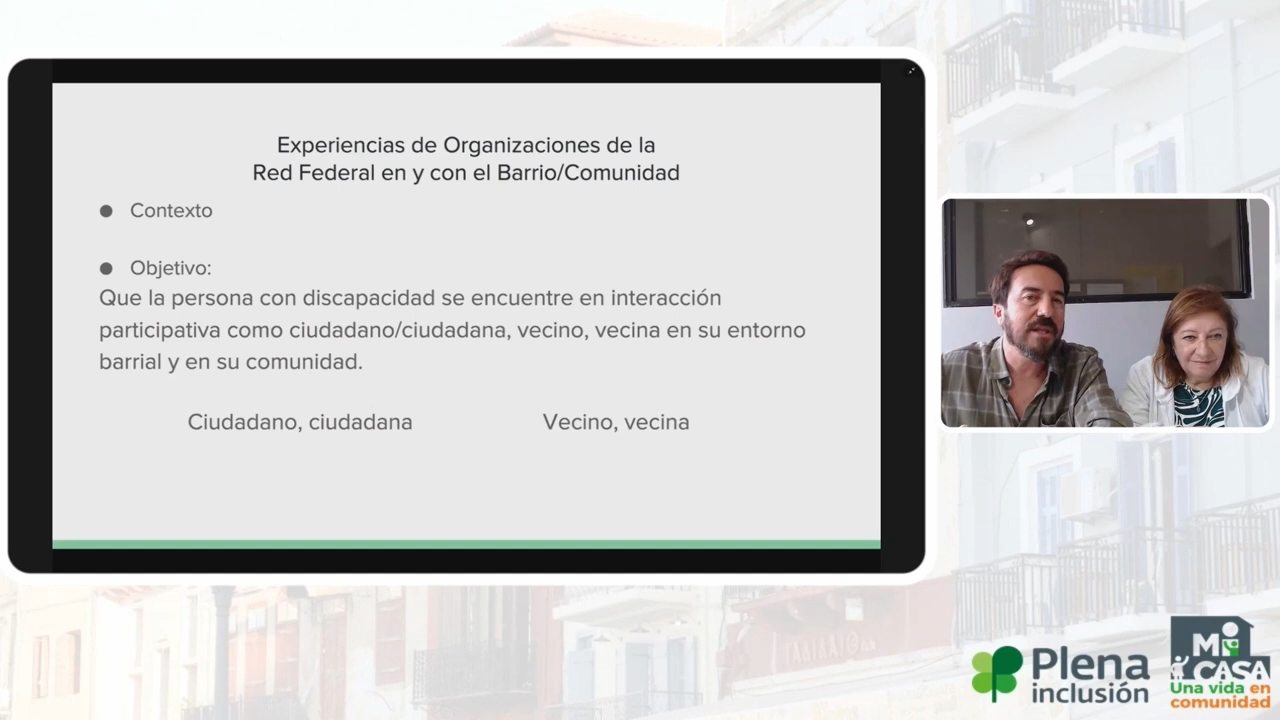 Experiencias de Organizaciones de la
Red Federal en y con el Barrio/Comunidad
● Contexto
● Objetivo:
Que la persona con discapacidad se encuentre en interacción
participativa como ciudadano/ciudadana, vecino, vecina en su entorno
barrial y en su comunidad.
Ciudadano, ciudadana
Vecino, vecina
Plena
inclusión
Mi
CASA
Una vida en
comunidad